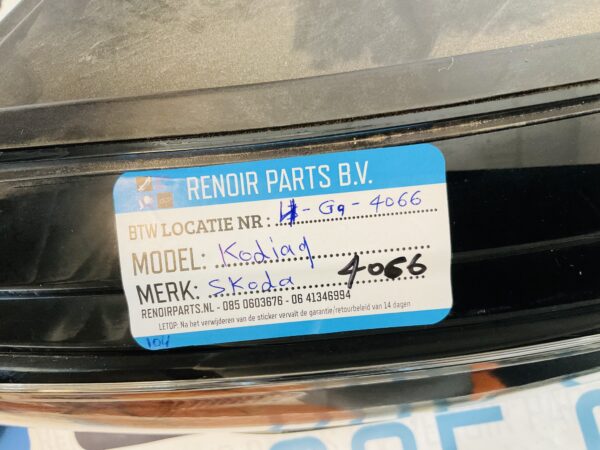 RENOIR PARTS B.V.
BTW LOCATIE NR : H - G9 - 4066
MODEL: Kodiaq
MERK: Skoda 4066
RENOIRPARTS.NL - 085 0603676 - 06 41346994
LETOP: Na het verwijderen van de sticker vervalt de garantie/retourbeleid van 14 dagen
104